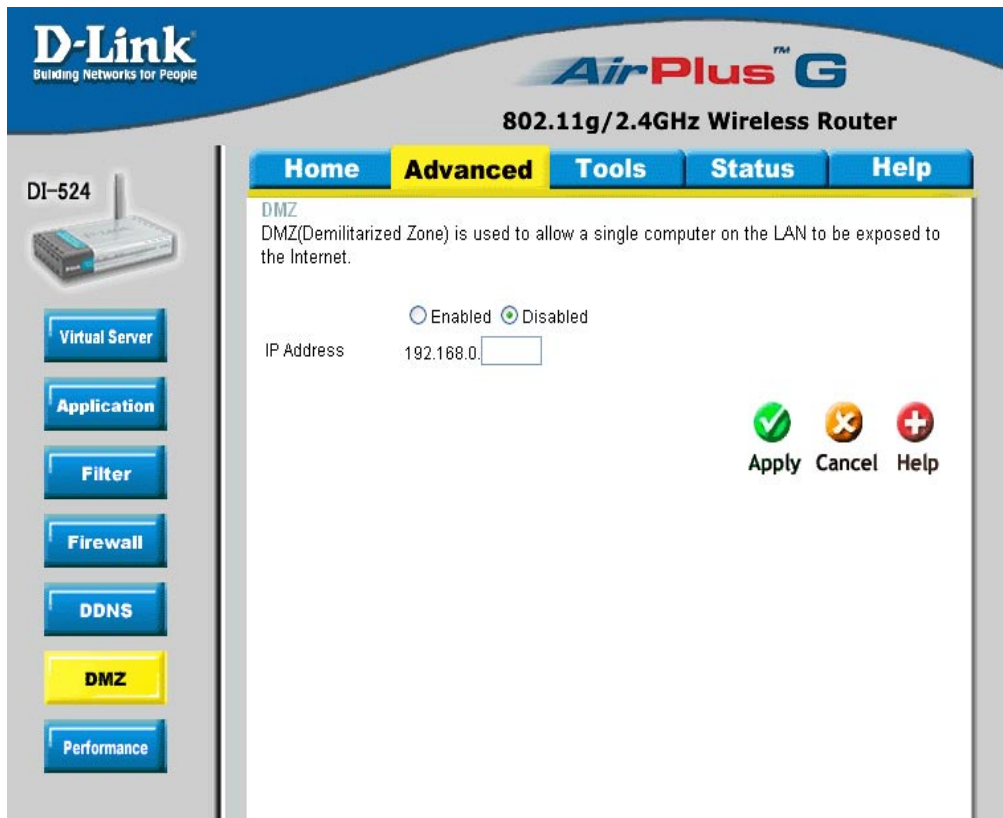 D-Link
Building Networks for People
AirPlus G
TM
802.11g/2.4GHz Wireless Router
DI-524
Home
Advanced
Tools
Status
Help
DMZ
DMZ(Demilitarized Zone) is used to allow a single computer on the LAN to be exposed to
the Internet.
Enabled Disabled
IP Address 192.168.0.
Apply Cancel Help
Virtual Server
Application
Filter
Firewall
DDNS
DMZ
Performance